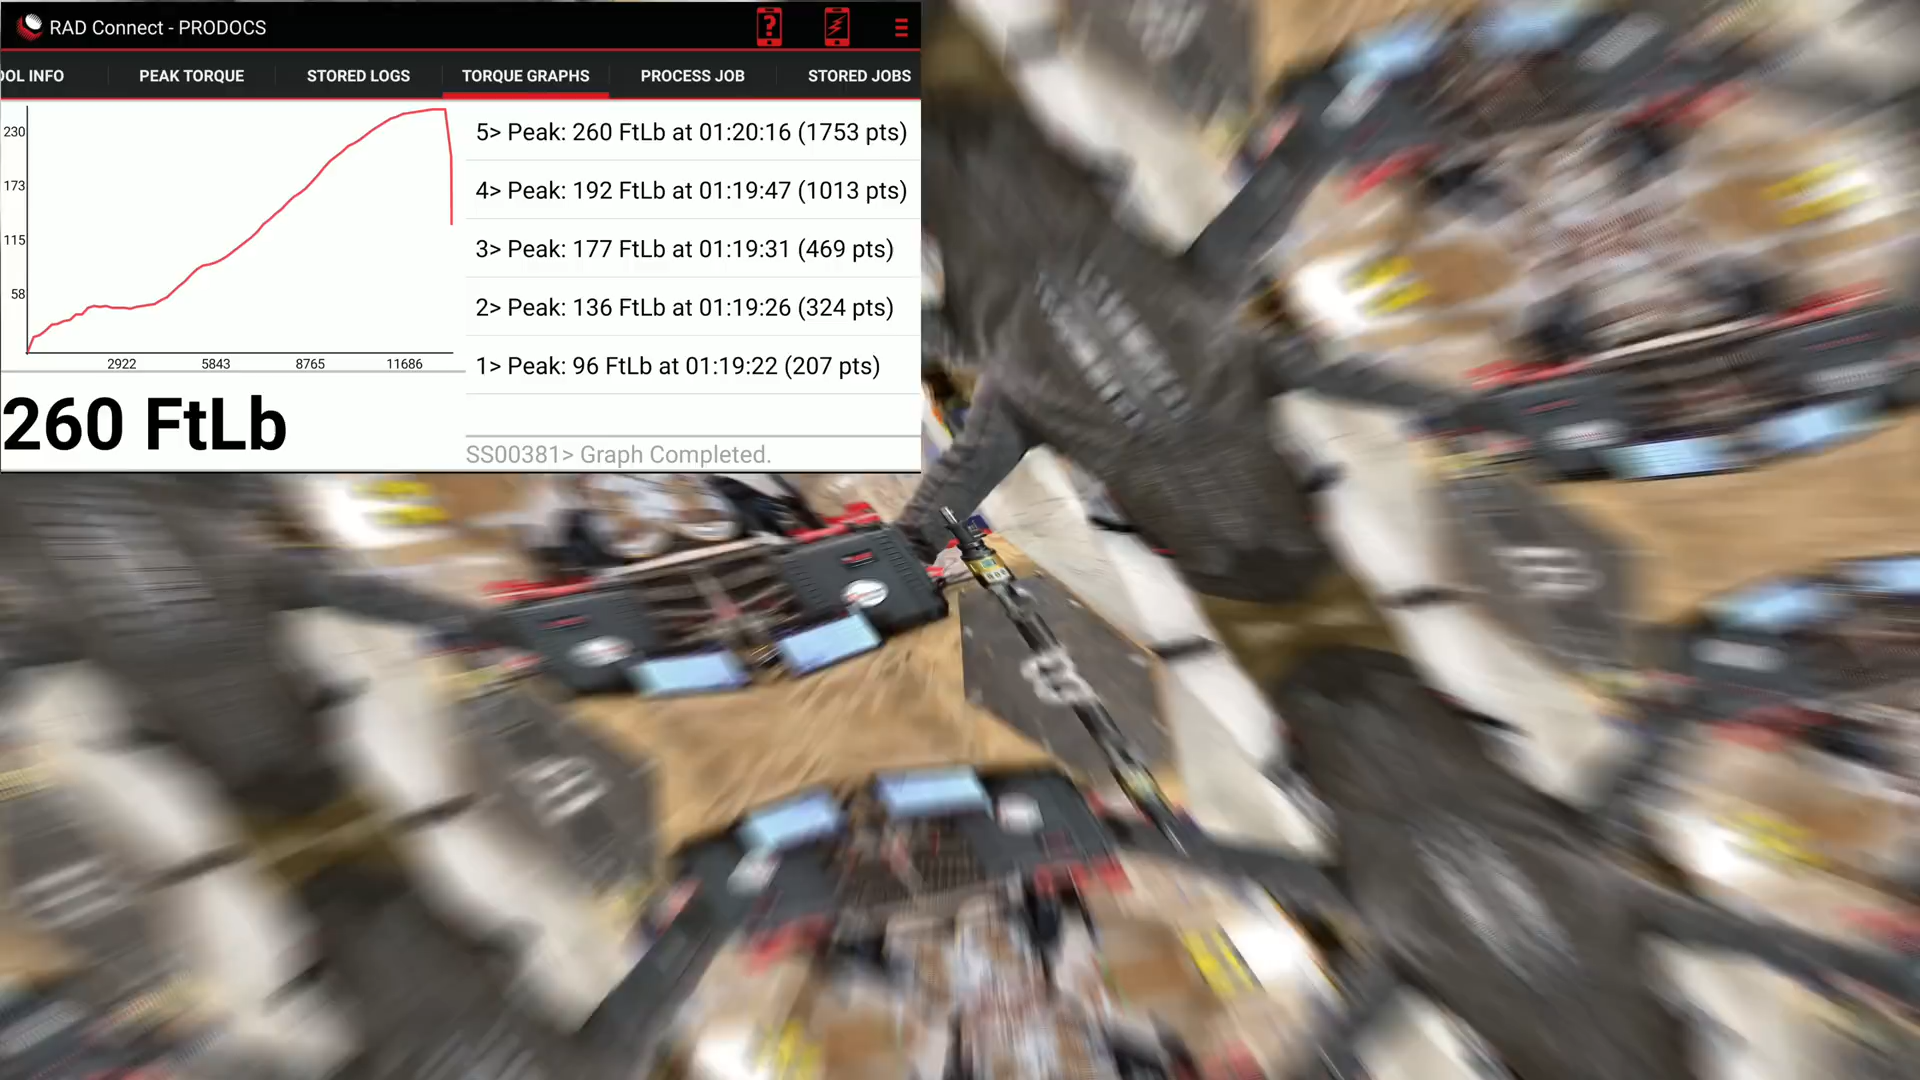 RAD Connect - PRODOCS
OOL INFO PEAK TORQUE STORED LOGS TORQUE GRAPHS PROCESS JOB STORED JOBS
230
173
115
58
2922 5843 8765 11686
260 FtLb
5> Peak: 260 FtLb at 01:20:16 (1753 pts)
4> Peak: 192 FtLb at 01:19:47 (1013 pts)
3> Peak: 177 FtLb at 01:19:31 (469 pts)
2> Peak: 136 FtLb at 01:19:26 (324 pts)
1> Peak: 96 FtLb at 01:19:22 (207 pts)
SS00381> Graph Completed.